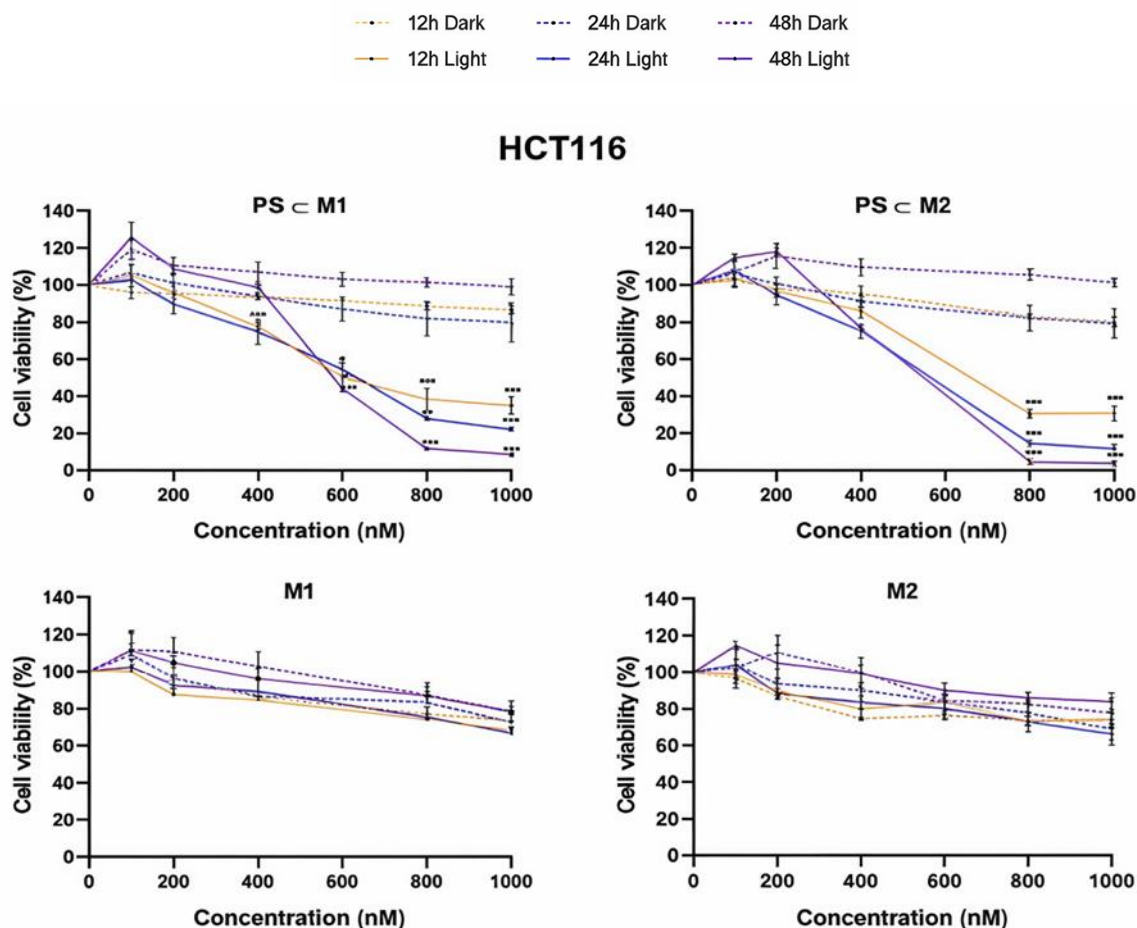 12h Dark 24h Dark 48h Dark
12h Light 24h Light 48h Light
HCT116
PS ⊂ M1
Cell viability (%)
140
120
100
80
60
40
20
0
0 200 400 600 800 1000
Concentration (nM)
PS ⊂ M2
Cell viability (%)
140
120
100
80
60
40
20
0
0 200 400 600 800 1000
Concentration (nM)
M1
Cell viability (%)
140
120
100
80
60
40
20
0
0 200 400 600 800 1000
Concentration (nM)
M2
Cell viability (%)
140
120
100
80
60
40
20
0
0 200 400 600 800 1000
Concentration (nM)